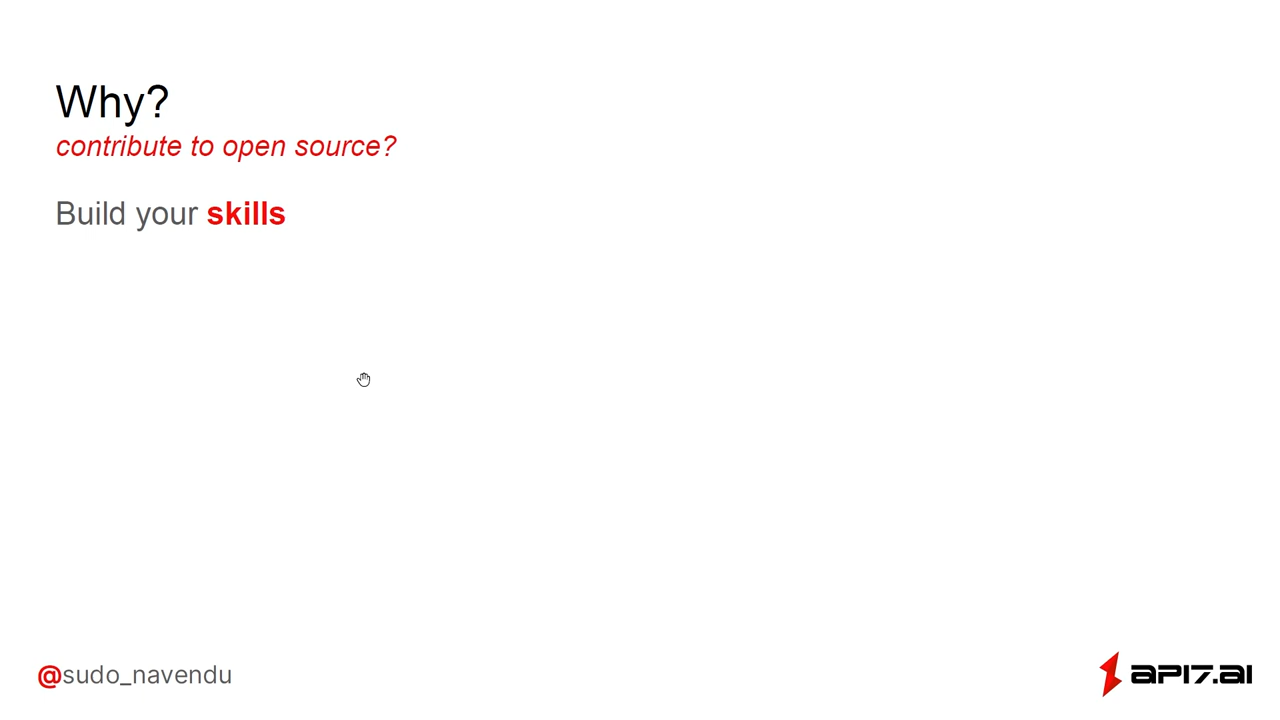 Why?
contribute to open source?
Build your skills
@sudo_navendu
API7.AI